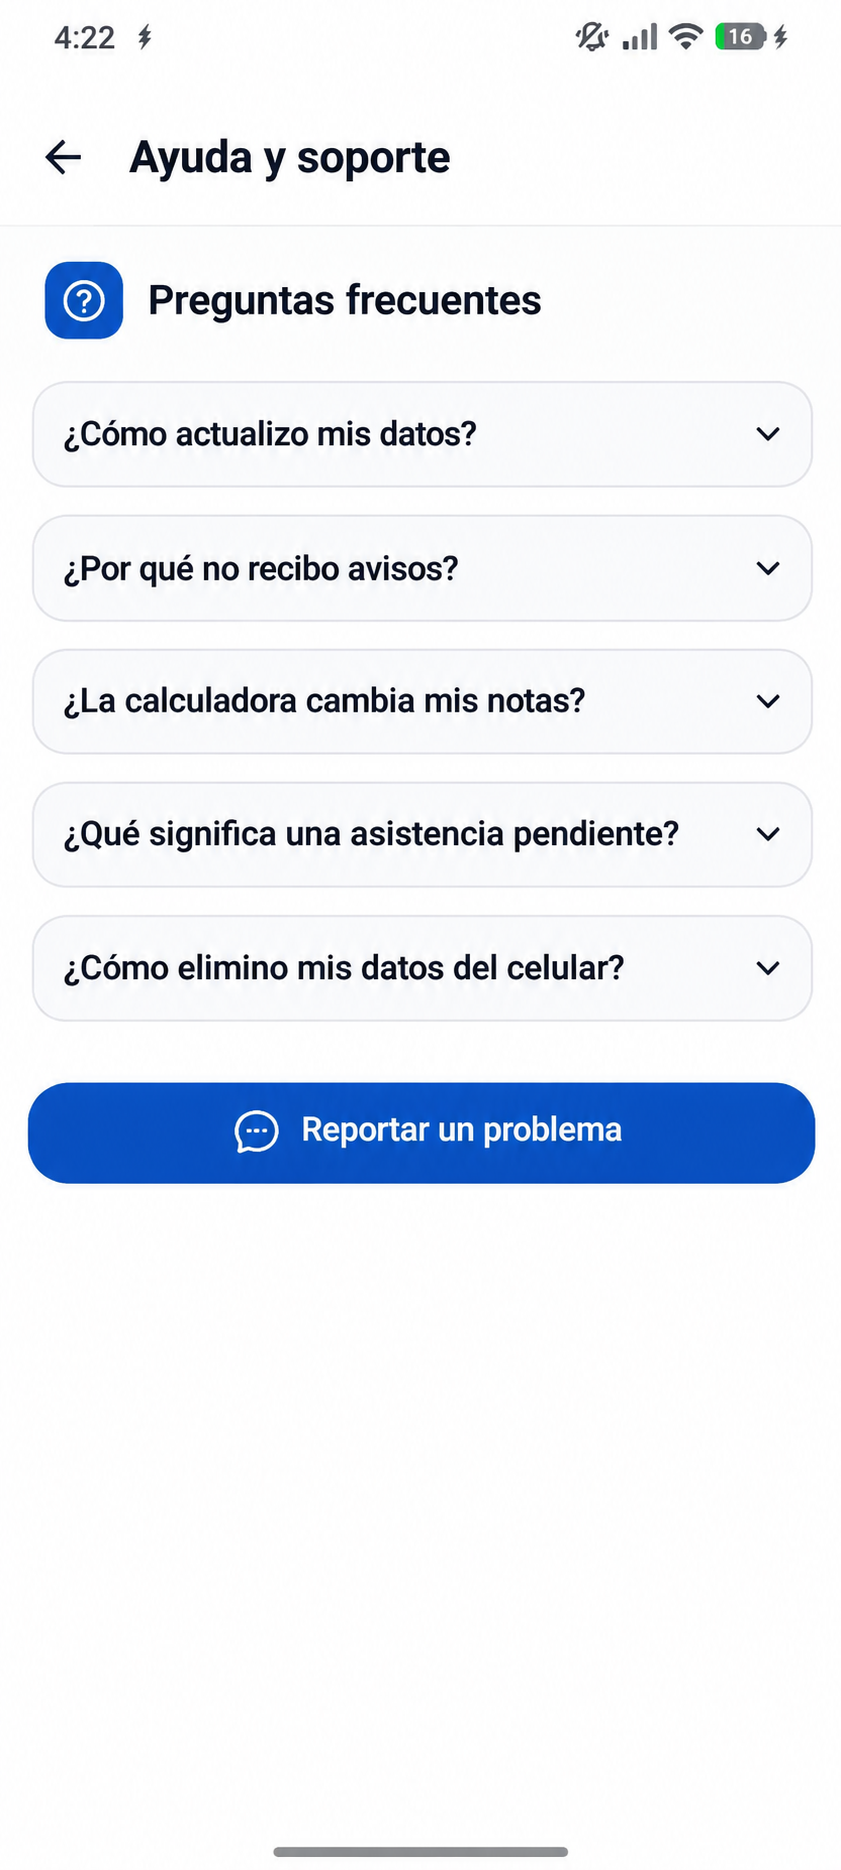 4:22
16
Ayuda y soporte
Preguntas frecuentes
¿Cómo actualizo mis datos?
¿Por qué no recibo avisos?
¿La calculadora cambia mis notas?
¿Qué significa una asistencia pendiente?
¿Cómo elimino mis datos del celular?
Reportar un problema